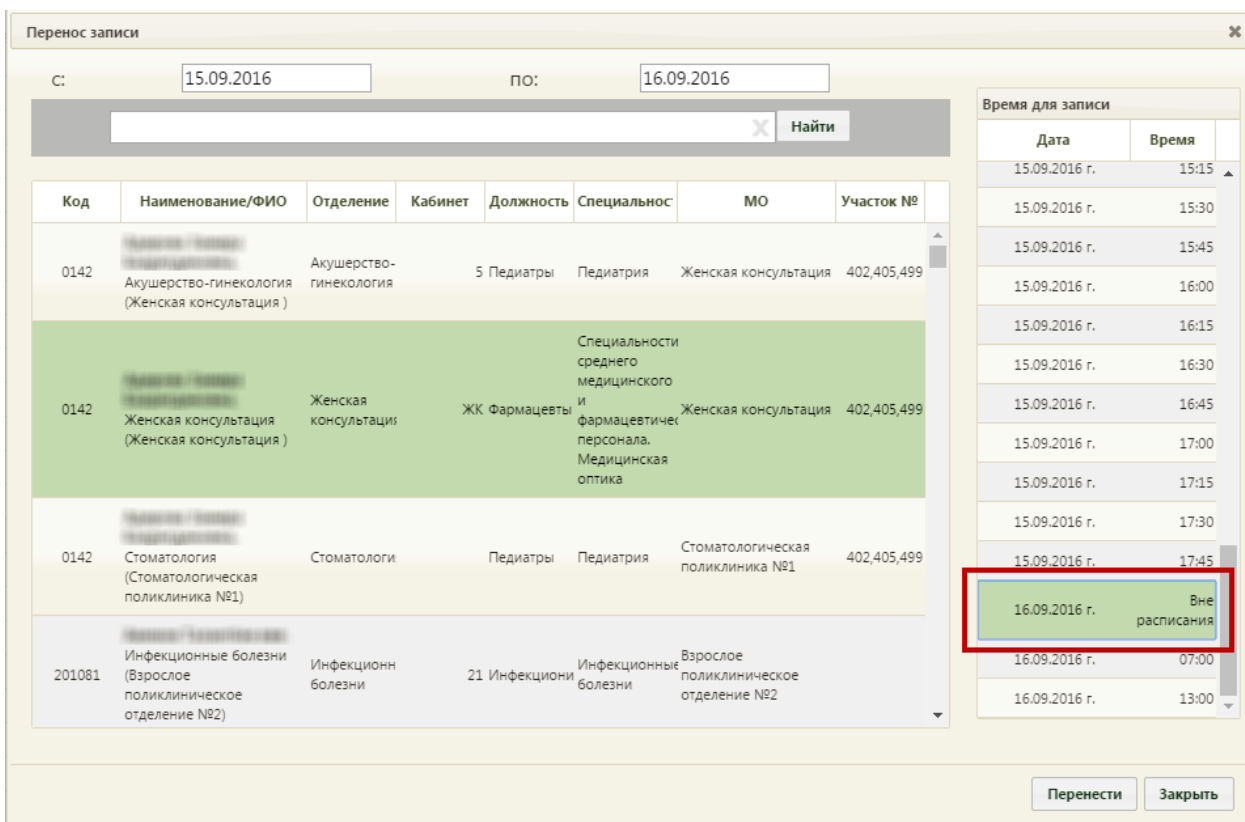 Перенос записи
с: 15.09.2016 по: 16.09.2016
Найти
Код Наименование/ФИО Отделение Кабинет Должность Специальнос МО Участок №
0142 Акушерство-гинекология (Женская консультация ) Акушерство-гинекология 5 Педиатры Педиатрия Женская консультация 402,405,499
0142 Женская консультация (Женская консультация ) Женская консультация ЖК Фармацевты Специальности среднего медицинского и фармацевтичес персонала. Медицинская оптика Женская консультация 402,405,499
0142 Стоматология (Стоматологическая поликлиника №1) Стоматологи Педиатры Педиатрия Стоматологическая поликлиника №1 402,405,499
201081 Инфекционные болезни (Взрослое поликлиническое отделение №2) Инфекционн болезни 21 Инфекциони Инфекционные болезни Взрослое поликлиническое отделение №2
Время для записи
Дата Время
15.09.2016 г. 15:15
15.09.2016 г. 15:30
15.09.2016 г. 15:45
15.09.2016 г. 16:00
15.09.2016 г. 16:15
15.09.2016 г. 16:30
15.09.2016 г. 16:45
15.09.2016 г. 17:00
15.09.2016 г. 17:15
15.09.2016 г. 17:30
15.09.2016 г. 17:45
16.09.2016 г. Вне расписания
16.09.2016 г. 07:00
16.09.2016 г. 13:00
Перенести Закрыть